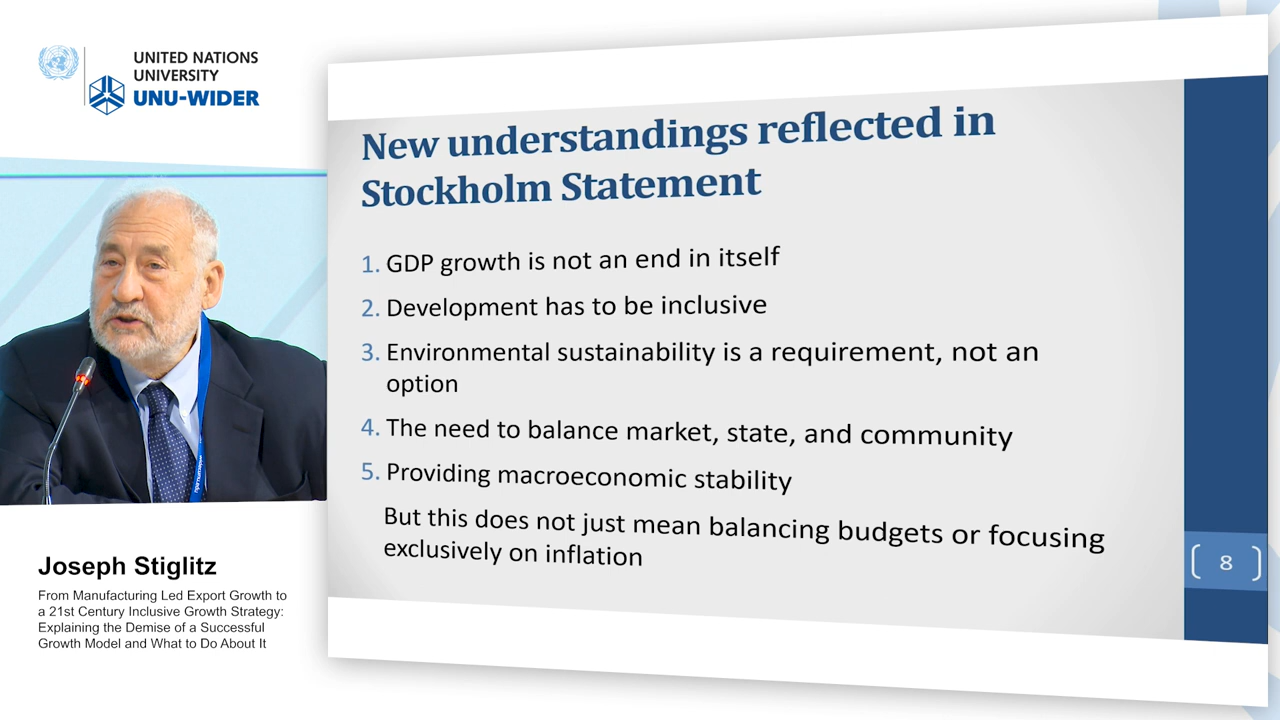 UNITED NATIONS
UNIVERSITY
UNU-WIDER
New understandings reflected in
Stockholm Statement
1. GDP growth is not an end in itself
2. Development has to be inclusive
3. Environmental sustainability is a requirement, not an
option
4. The need to balance market, state, and community
5. Providing macroeconomic stability
But this does not just mean balancing budgets or focusing
exclusively on inflation
8
Joseph Stiglitz
From Manufacturing Led Export Growth to
a 21st Century Inclusive Growth Strategy:
Explaining the Demise of a Successful
Growth Model and What to Do About It